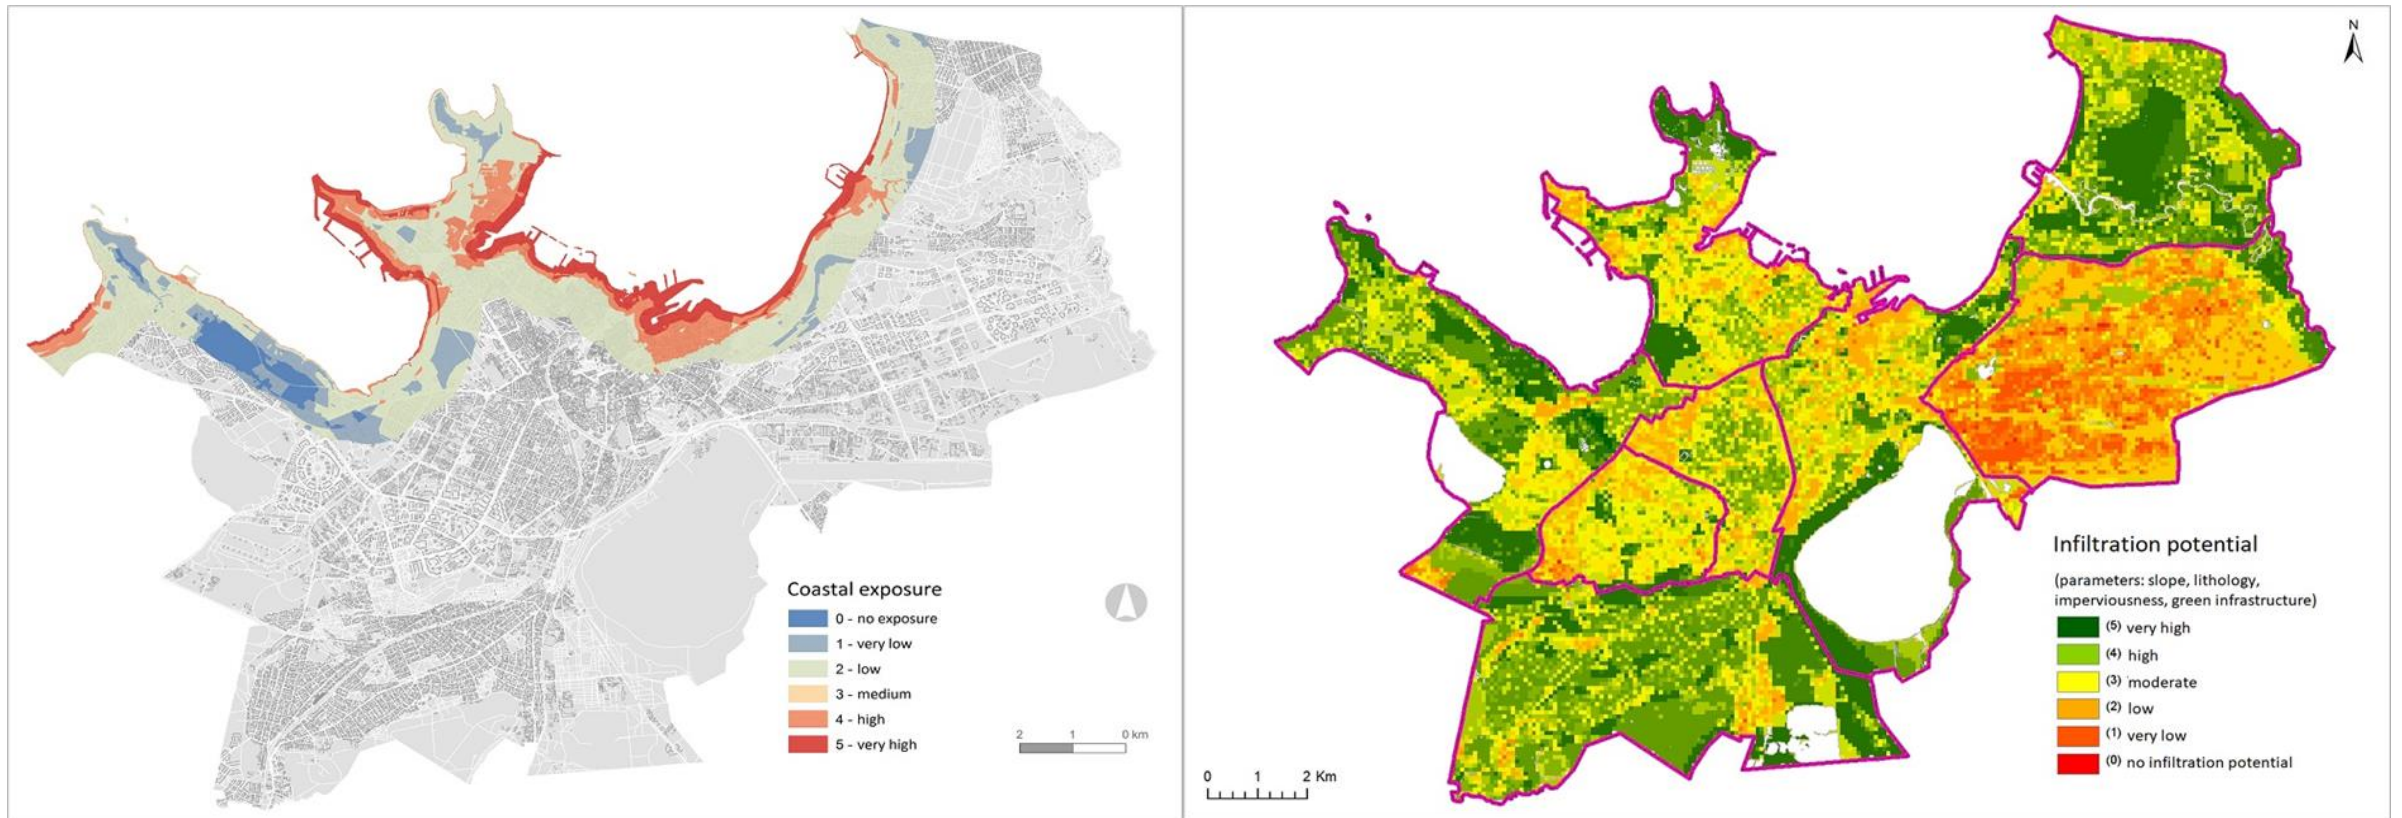 Coastal exposure
0 - no exposure
1 - very low
2 - low
3 - medium
4 - high
5 - very high
2 1 0 km
N
Infiltration potential
(parameters: slope, lithology,
imperviousness, green infrastructure)
(5) very high
(4) high
(3) moderate
(2) low
(1) very low
(0) no infiltration potential
0 1 2 Km